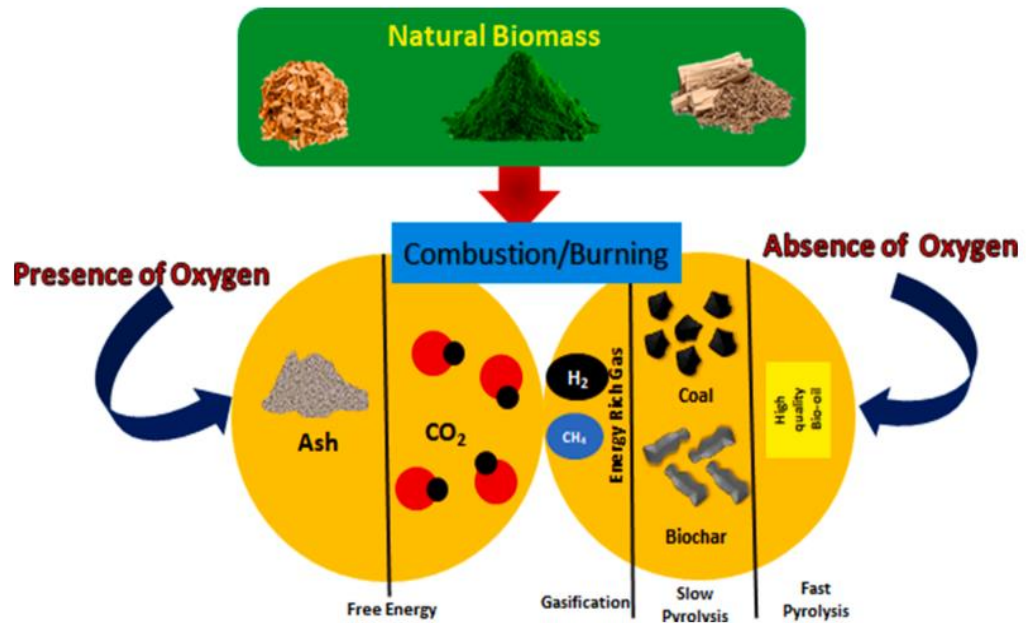 Natural Biomass
Combustion/Burning
Presence of Oxygen
Absence of Oxygen
Ash
CO₂
H₂
CH₄
Energy Rich Gas
Coal
Biochar
High
quality
Bio-oil
Free Energy
Gasification
Slow
Pyrolysis
Fast
Pyrolysis